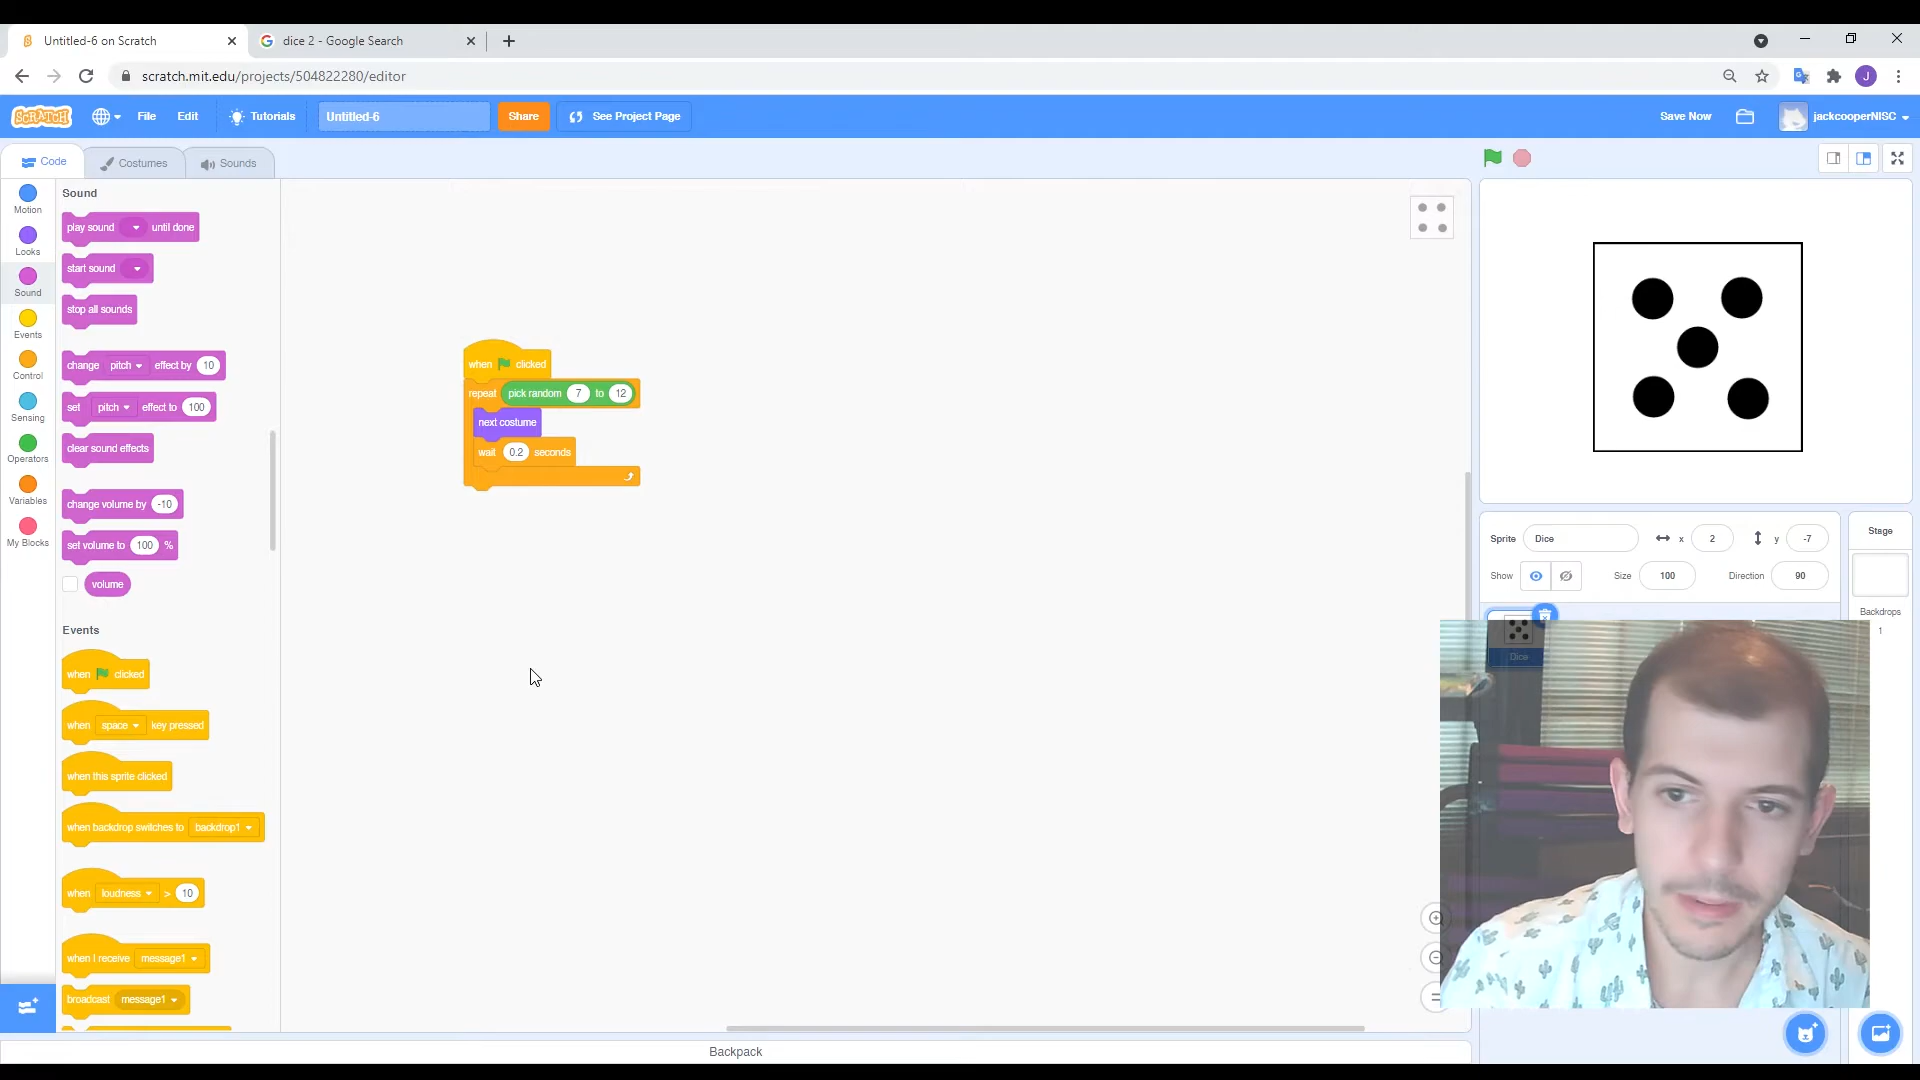 Untitled-6 on Scratch
dice 2 - Google Search
scratch.mit.edu/projects/504822280/editor
J
SCRATCH
File
Edit
Tutorials
Untitled-6
Share
See Project Page
Save Now
jackcooperNISC
Code
Costumes
Sounds
Motion
Looks
Sound
Events
Control
Sensing
Operators
Variables
My Blocks
Sound
play sound until done
start sound
stop all sounds
change pitch effect by 10
set pitch effect to 100
clear sound effects
change volume by -10
set volume to 100 %
volume
Events
when clicked
when space key pressed
when this sprite clicked
when backdrop switches to backdrop1
when loudness > 10
when I receive message1
broadcast message1
when clicked
repeat pick random 7 to 12
next costume
wait 0.2 seconds
Sprite Dice x 2 y -7
Show Size 100 Direction 90
Dice
Stage
Backdrops
1
Backpack